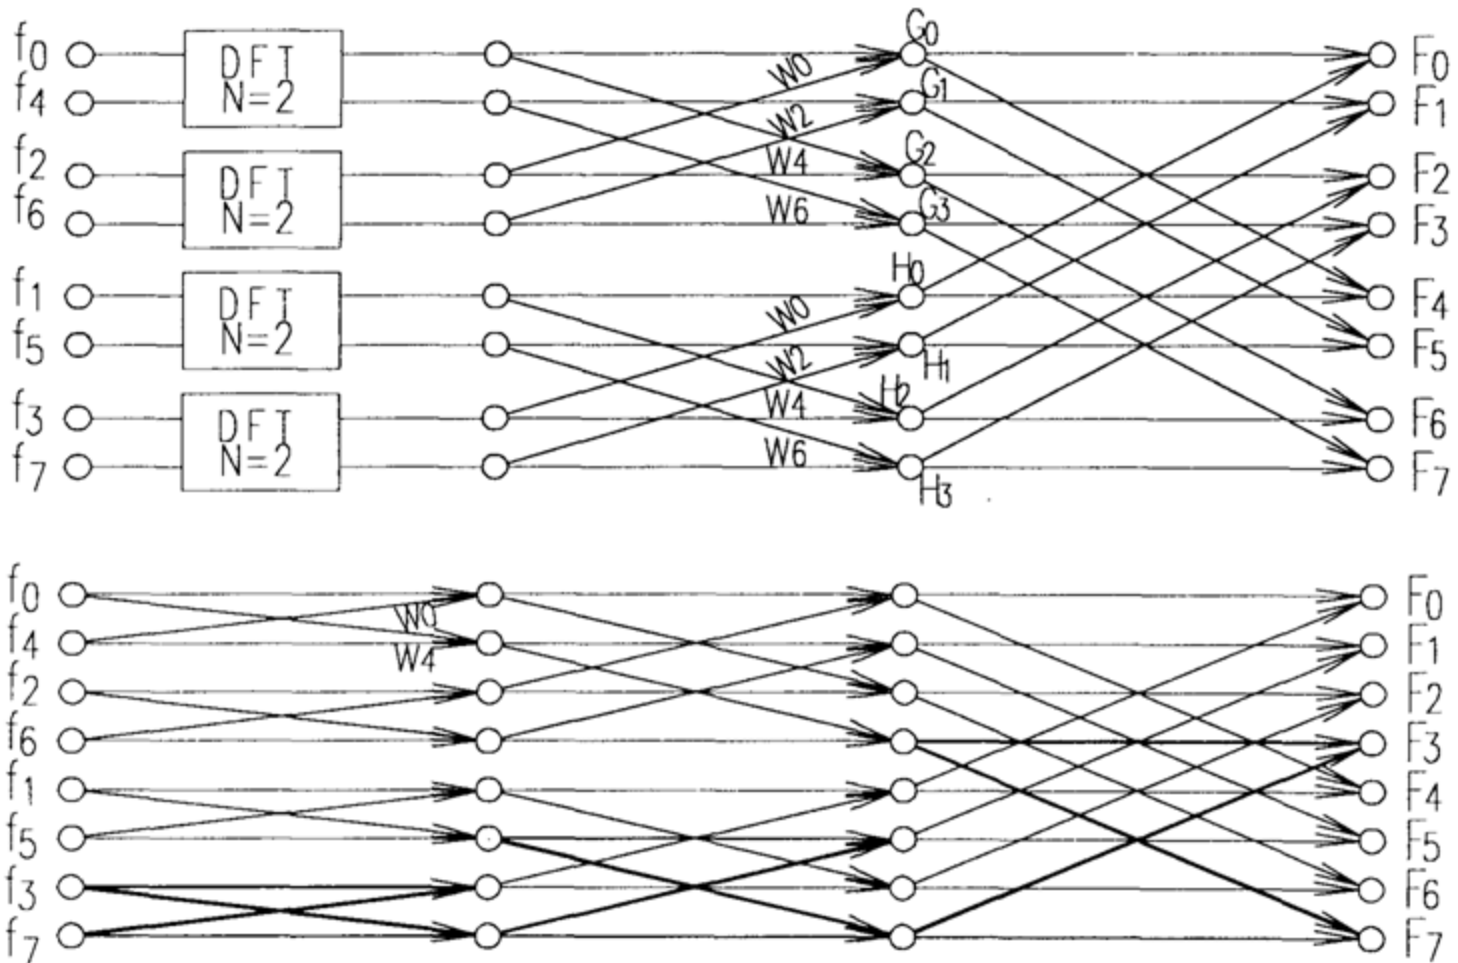 f0 DFT N=2 W0 G0 F0
f4 W2 G1 F1
f2 DFT N=2 W4 G2 F2
f6 W6 G3 F3
f1 DFT N=2 W0 H0 F4
f5 W2 H1 F5
f3 DFT N=2 W4 H2 F6
f7 W6 H3 F7
f0 W0 F0
f4 W4 F1
f2 F2
f6 F3
f1 F4
f5 F5
f3 F6
f7 F7